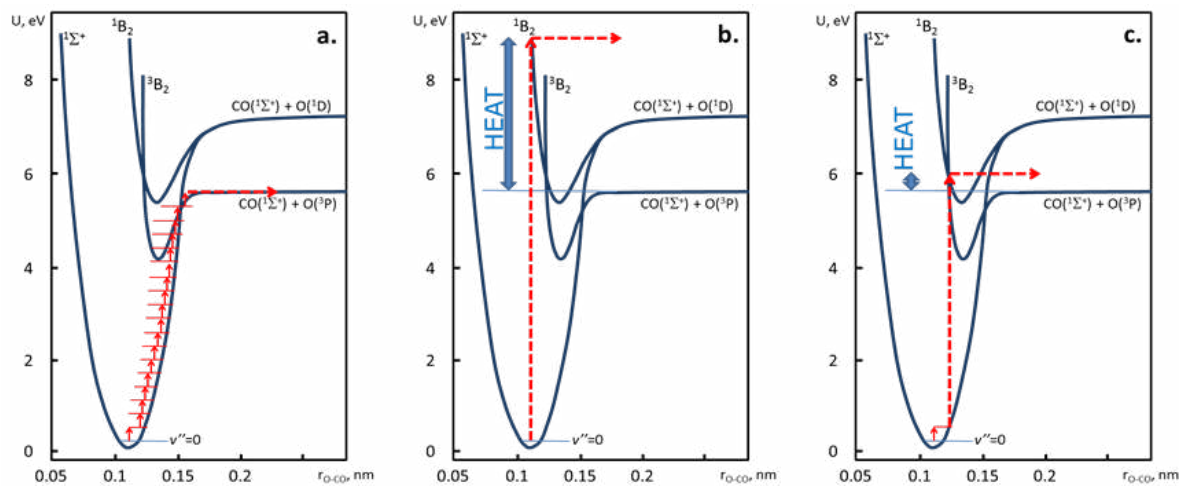 U, eV
¹Σ⁺
¹B₂
a.
³B₂
8
CO(¹Σ⁺) + O(¹D)
6
CO(¹Σ⁺) + O(³P)
4
2
v''=0
0
0.05 0.1 0.15 0.2 r_O-CO, nm
U, eV
¹Σ⁺
¹B₂
b.
HEAT
³B₂
8
CO(¹Σ⁺) + O(¹D)
6
CO(¹Σ⁺) + O(³P)
4
2
v''=0
0
0.05 0.1 0.15 0.2 r_O-CO, nm
U, eV
¹Σ⁺
¹B₂
c.
³B₂
8
HEAT
CO(¹Σ⁺) + O(¹D)
6
CO(¹Σ⁺) + O(³P)
4
2
v''=0
0
0.05 0.1 0.15 0.2 r_O-CO, nm